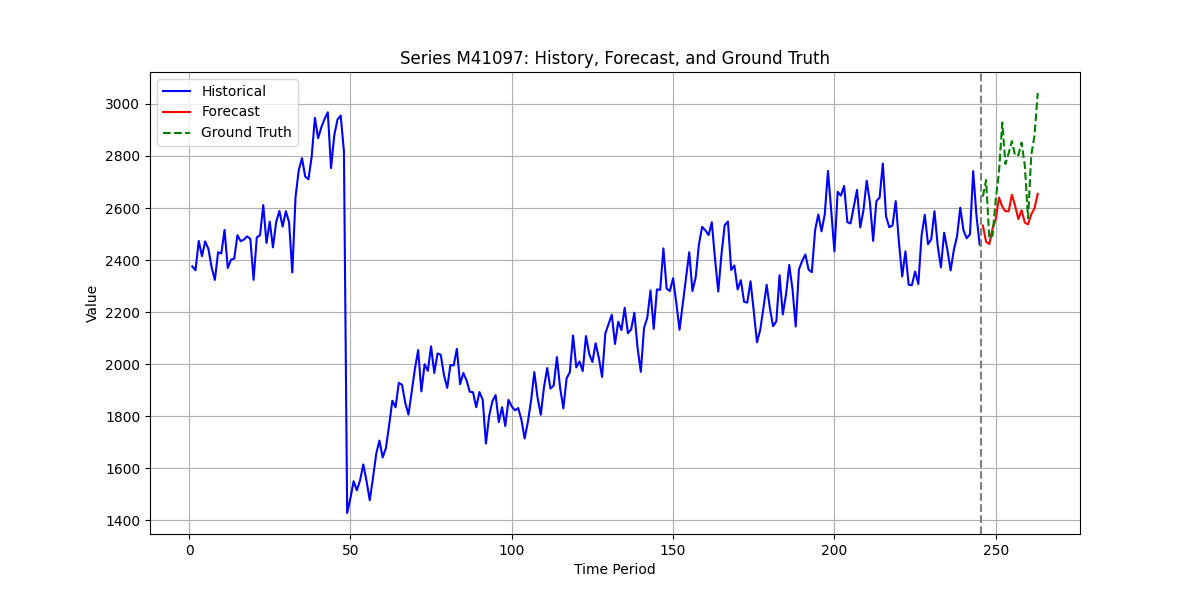 Series M41097: History, Forecast, and Ground Truth
Historical
Forecast
Ground Truth
3000
2800
2600
2400
2200
2000
1800
1600
1400
Value
0 50 100 150 200 250
Time Period